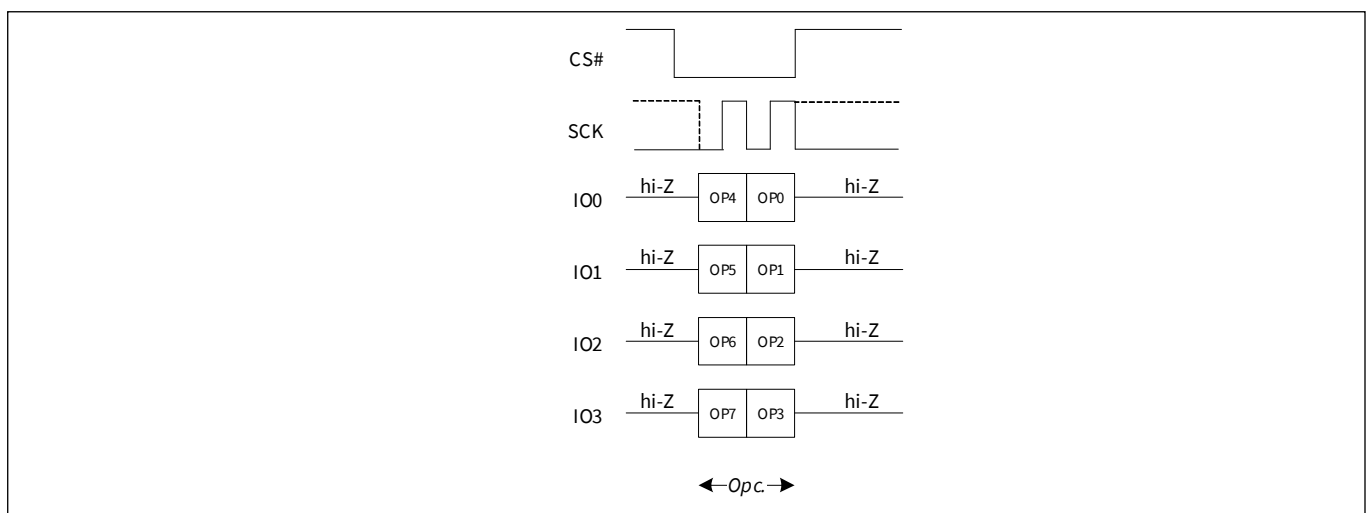 CS#
SCK
IO0 hi-Z OP4 OP0 hi-Z
IO1 hi-Z OP5 OP1 hi-Z
IO2 hi-Z OP6 OP2 hi-Z
IO3 hi-Z OP7 OP3 hi-Z
Opc.